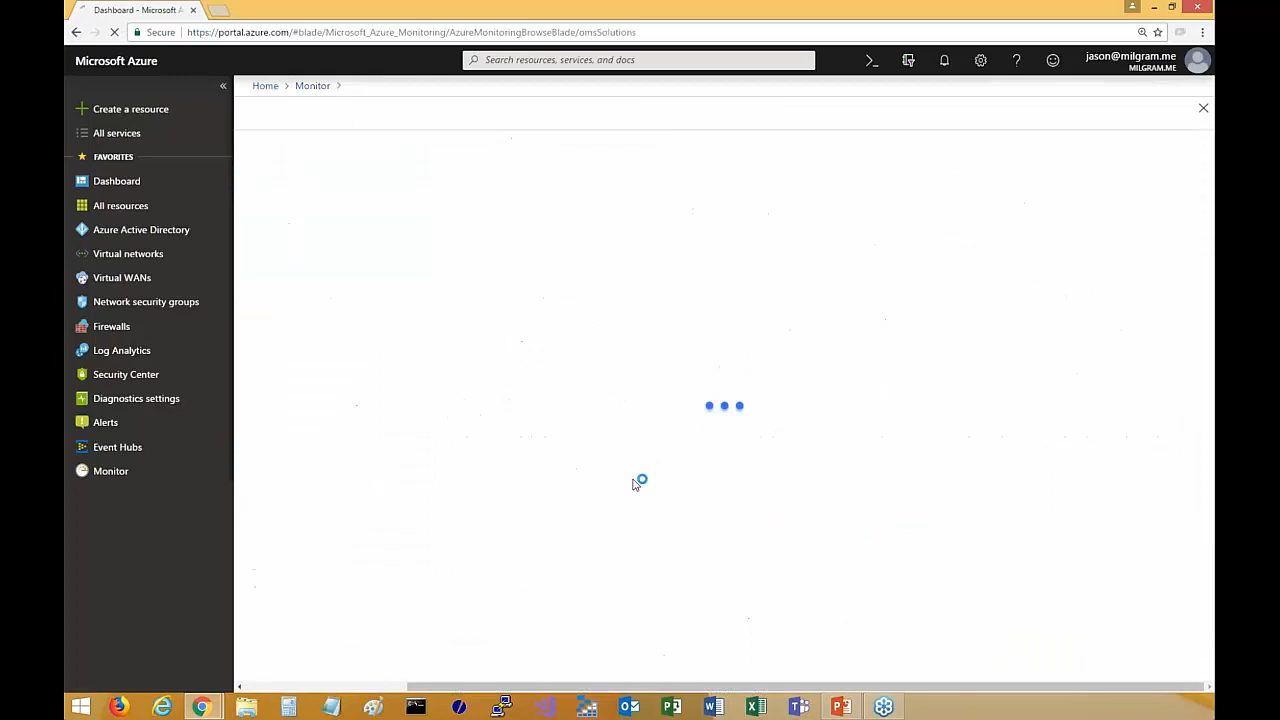 Dashboard - Microsoft A
Secure
https://portal.azure.com/#blade/Microsoft_Azure_Monitoring/AzureMonitoringBrowseBlade/omsSolutions
Microsoft Azure
Search resources, services, and docs
jason@milgram.me
MILGRAM.ME
Home > Monitor >
Create a resource
All services
FAVORITES
Dashboard
All resources
Azure Active Directory
Virtual networks
Virtual WANs
Network security groups
Firewalls
Log Analytics
Security Center
Diagnostics settings
Alerts
Event Hubs
Monitor